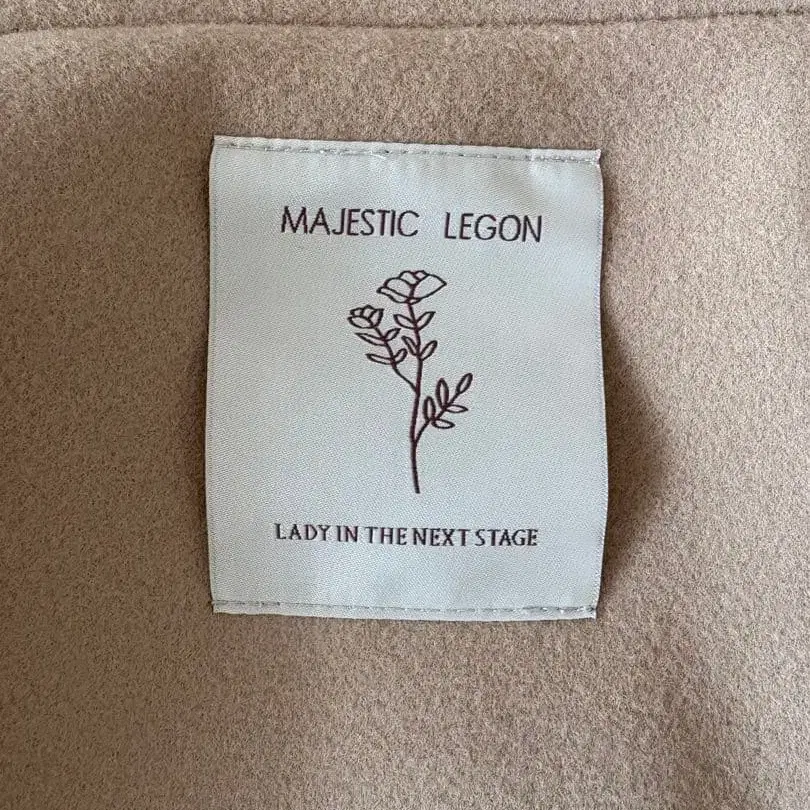 MAJESTIC LEGON
LADY IN THE NEXT STAGE